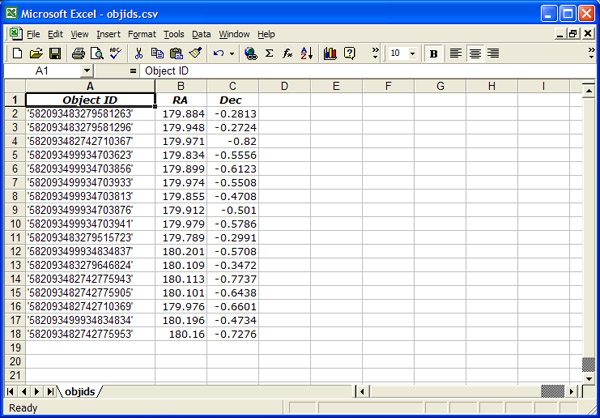 Microsoft Excel - objids.csv
File Edit View Insert Format Tools Data Window Help
ABC Σ f∗ 10 B
A1 = Object ID
A B C D E F G H I
1 Object ID RA Dec
2 '582093483279581263' 179.884 -0.2813
3 '582093483279581296' 179.948 -0.2724
4 '582093482742710367' 179.971 -0.82
5 '582093499934703623' 179.834 -0.5556
6 '582093499934703856' 179.899 -0.6123
7 '582093499934703933' 179.974 -0.5508
8 '582093499934703813' 179.855 -0.4708
9 '582093499934703876' 179.912 -0.501
10 '582093499934703941' 179.979 -0.5786
11 '582093483279515723' 179.789 -0.2991
12 '582093499934834837' 180.201 -0.5708
13 '582093483279646824' 180.109 -0.3472
14 '582093482742775943' 180.113 -0.7737
15 '582093482742775905' 180.101 -0.6438
16 '582093482742710369' 179.976 -0.6601
17 '582093499934834834' 180.196 -0.4734
18 '582093482742775953' 180.16 -0.7276
19
20
21
objids
Ready